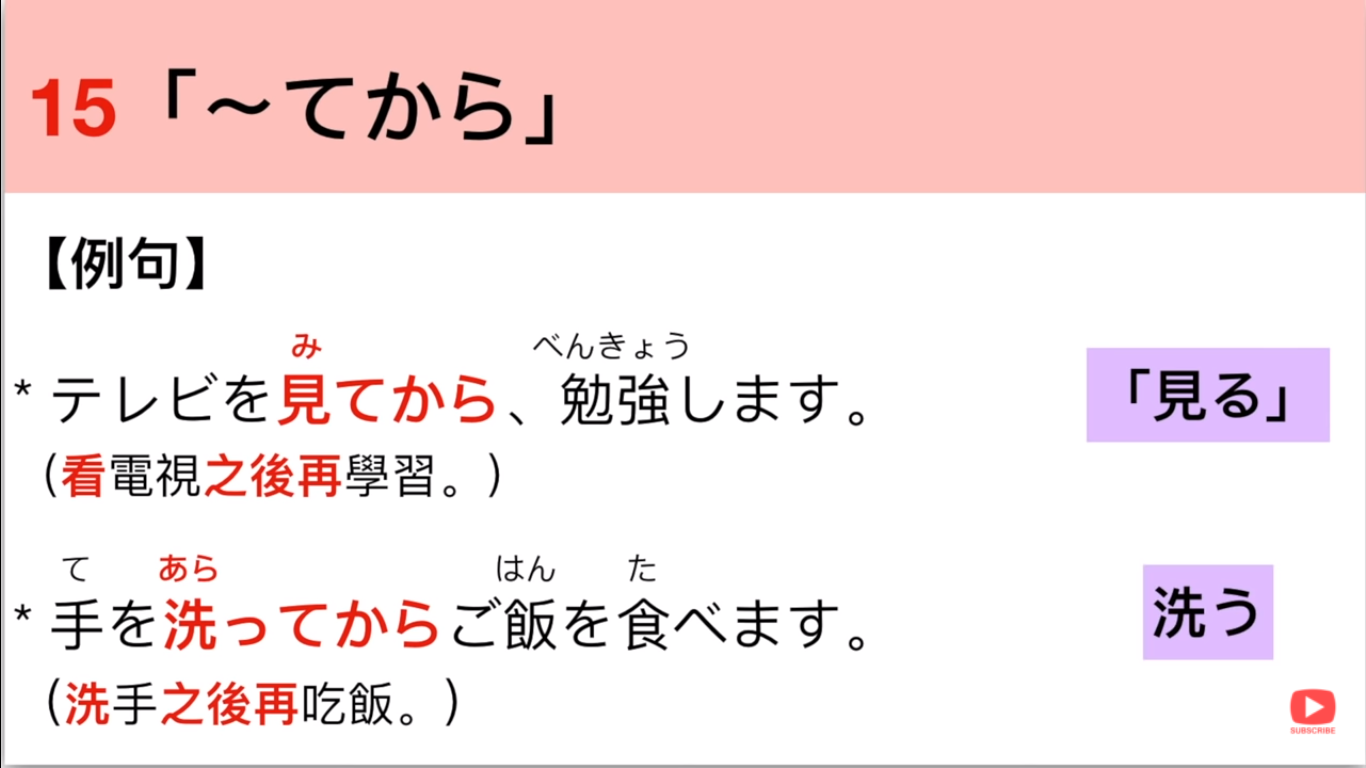 15「～てから」
【例句】
み べんきょう
* テレビを見てから、勉強します。
「見る」
（看電視之後再學習。）
て あら はん た
* 手を洗ってからご飯を食べます。
洗う
（洗手之後再吃飯。）
SUBSCRIBE